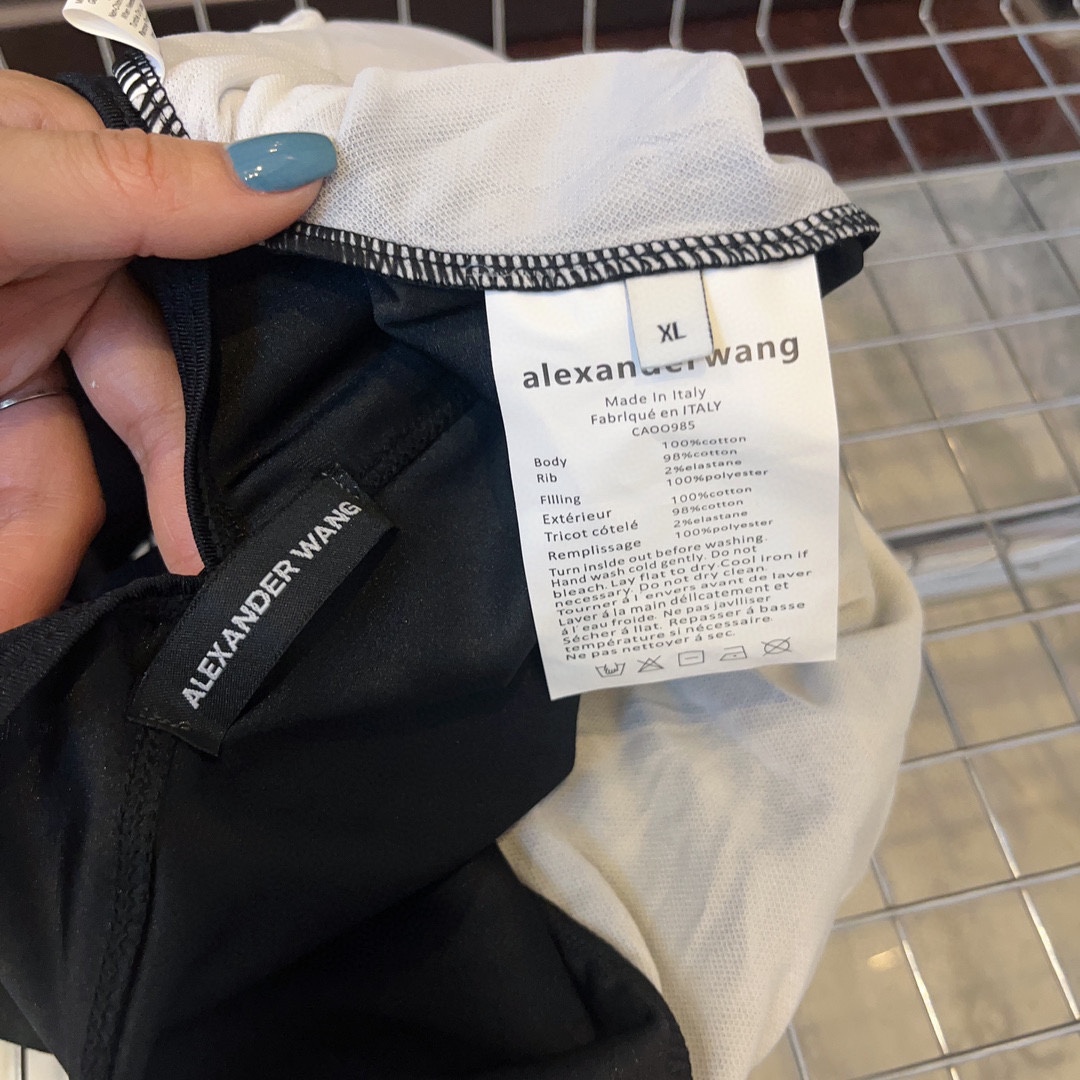 XL
alexanderwang
Made In Italy
Fabrlqué en ITALY
CAOO985
100%cotton
Body 98%cotton
Rib 2%elastane
100%polyester
FIlling 100%cotton
Extérieur 98%cotton
Tricot côtelé 2%elastane
Remplissage 100%polyester
Turn insIde out before washing.
Hand wash cold gently. Do not
bleach. Lay flat to dry.Cool iron if
necessary. Do not dry clean.
Tourner á l'envers avant de laver
Laver á la main délicatement et
á l'eau froide. Ne pas javlliser
Sécher á llat. Repasser á basse
température si nécessaire.
Ne pas nettoyer á sec.
ALEXANDER WANG